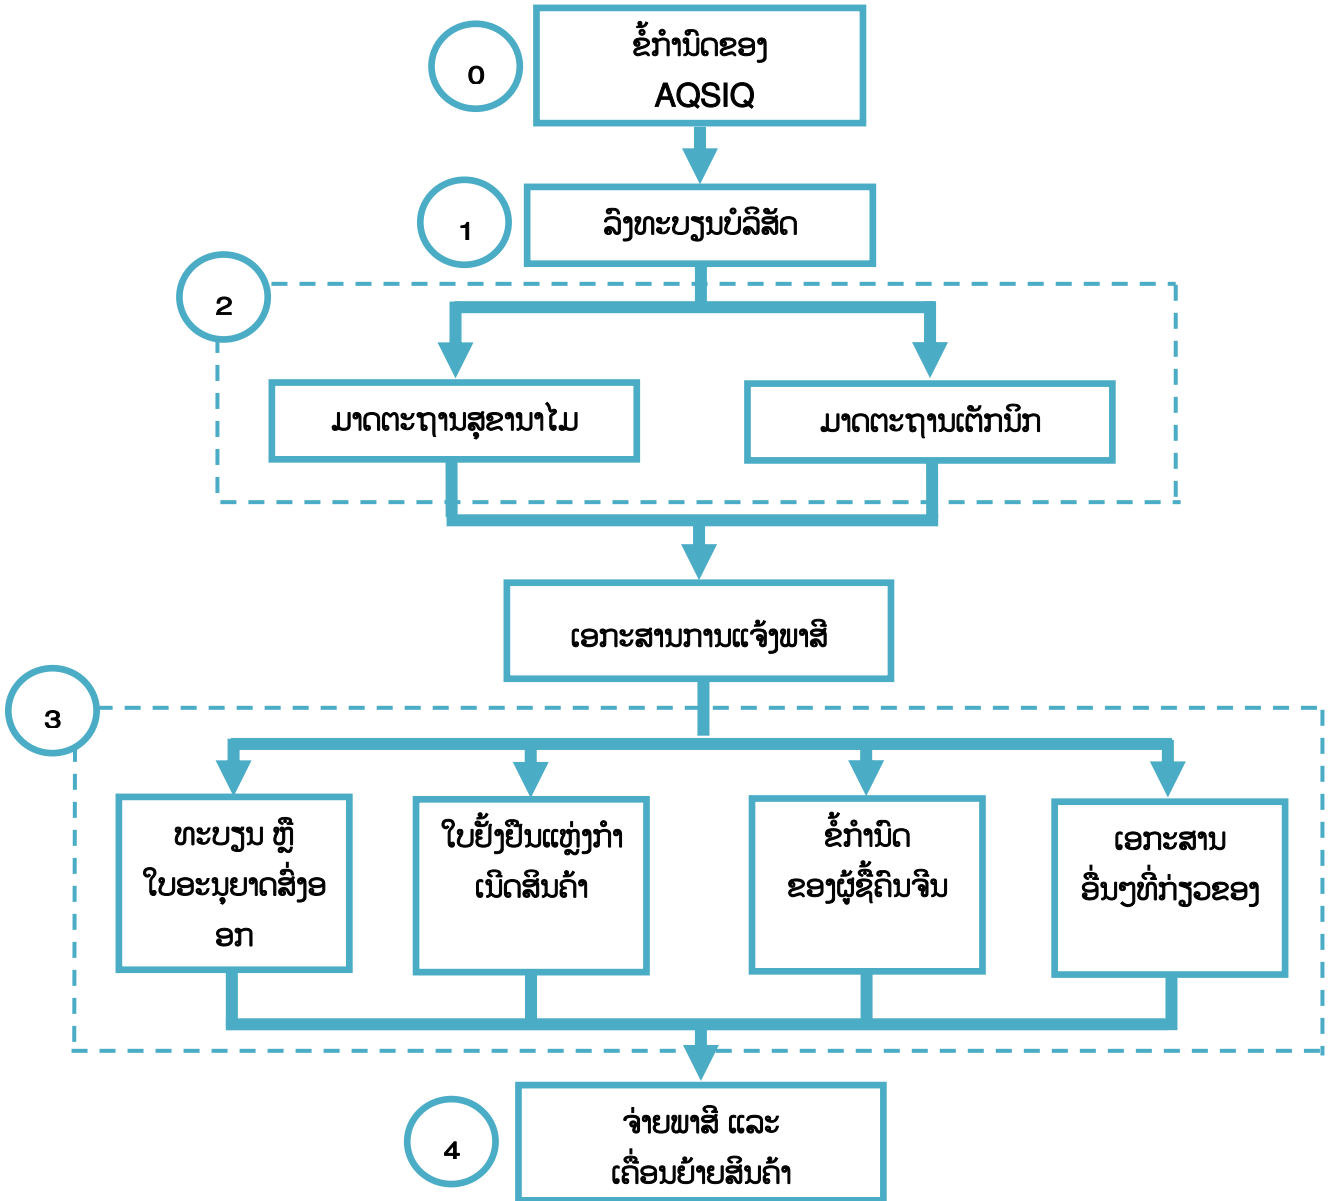 0
ຂໍ້ກຳນົດຂອງ
AQSIQ
1
ລົງທະບຽນບໍລິສັດ
2
ມາດຕະຖານສຸຂານາໄມ
ມາດຕະຖານເຕັກນິກ
ເອກະສານການແຈ້ງພາສີ
3
ທະບຽນ ຫຼື
ໃບອະນຸຍາດສົ່ງອ
ອກ
ໃບຢັ້ງຢືນແຫຼ່ງກຳ
ເນີດສິນຄ້າ
ຂໍ້ກຳນົດ
ຂອງຜູ້ຊື້ຄົນຈີນ
ເອກະສານ
ອື່ນໆທີ່ກ່ຽວຂອງ
4
ຈ່າຍພາສີ ແລະ
ເຄື່ອນຍ້າຍສິນຄ້າ